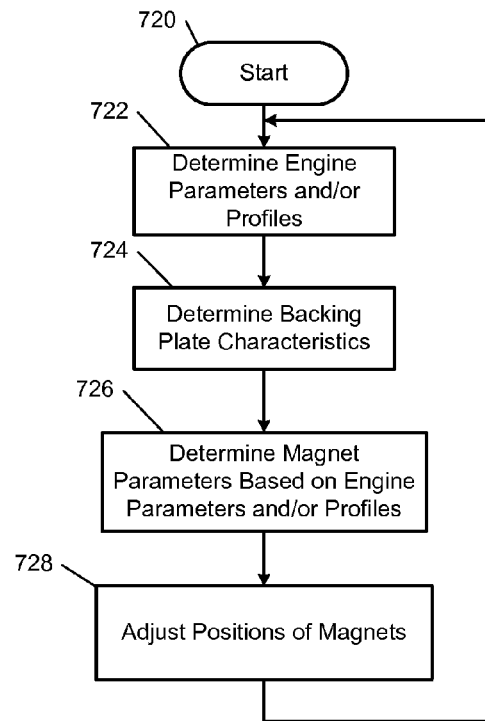 720
Start
722
Determine Engine
Parameters and/or
Profiles
724
Determine Backing
Plate Characteristics
726
Determine Magnet
Parameters Based on Engine
Parameters and/or Profiles
728
Adjust Positions of Magnets